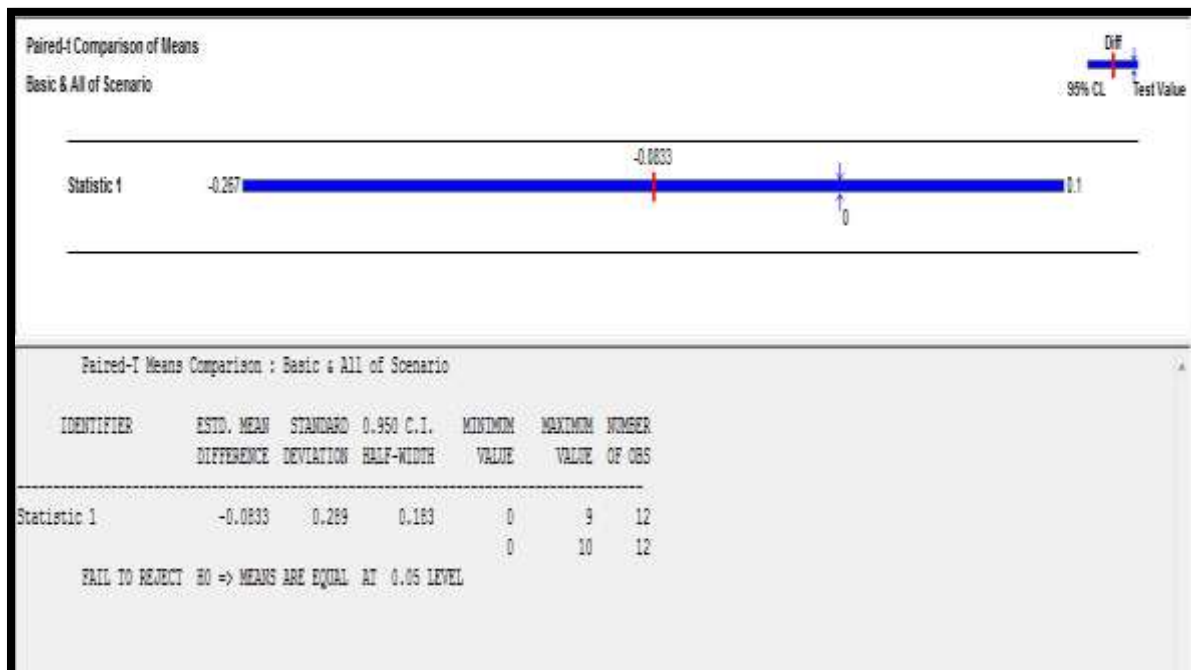 Paired-t Comparison of Means
Basic & All of Scenario
Diff
95% CL Test Value
-0.0833
Statistic 1 -0.267 0.1
0
Paired-T Means Comparison : Basic & All of Scenario
IDENTIFIER ESTD. MEAN STANDARD 0.950 C.I. MINIMUM MAXIMUM NUMBER
DIFFERENCE DEVIATION HALF-WIDTH VALUE VALUE OF OBS
Statistic 1 -0.0833 0.289 0.183 0 9 12
0 10 12
FAIL TO REJECT H0 => MEANS ARE EQUAL AT 0.05 LEVEL